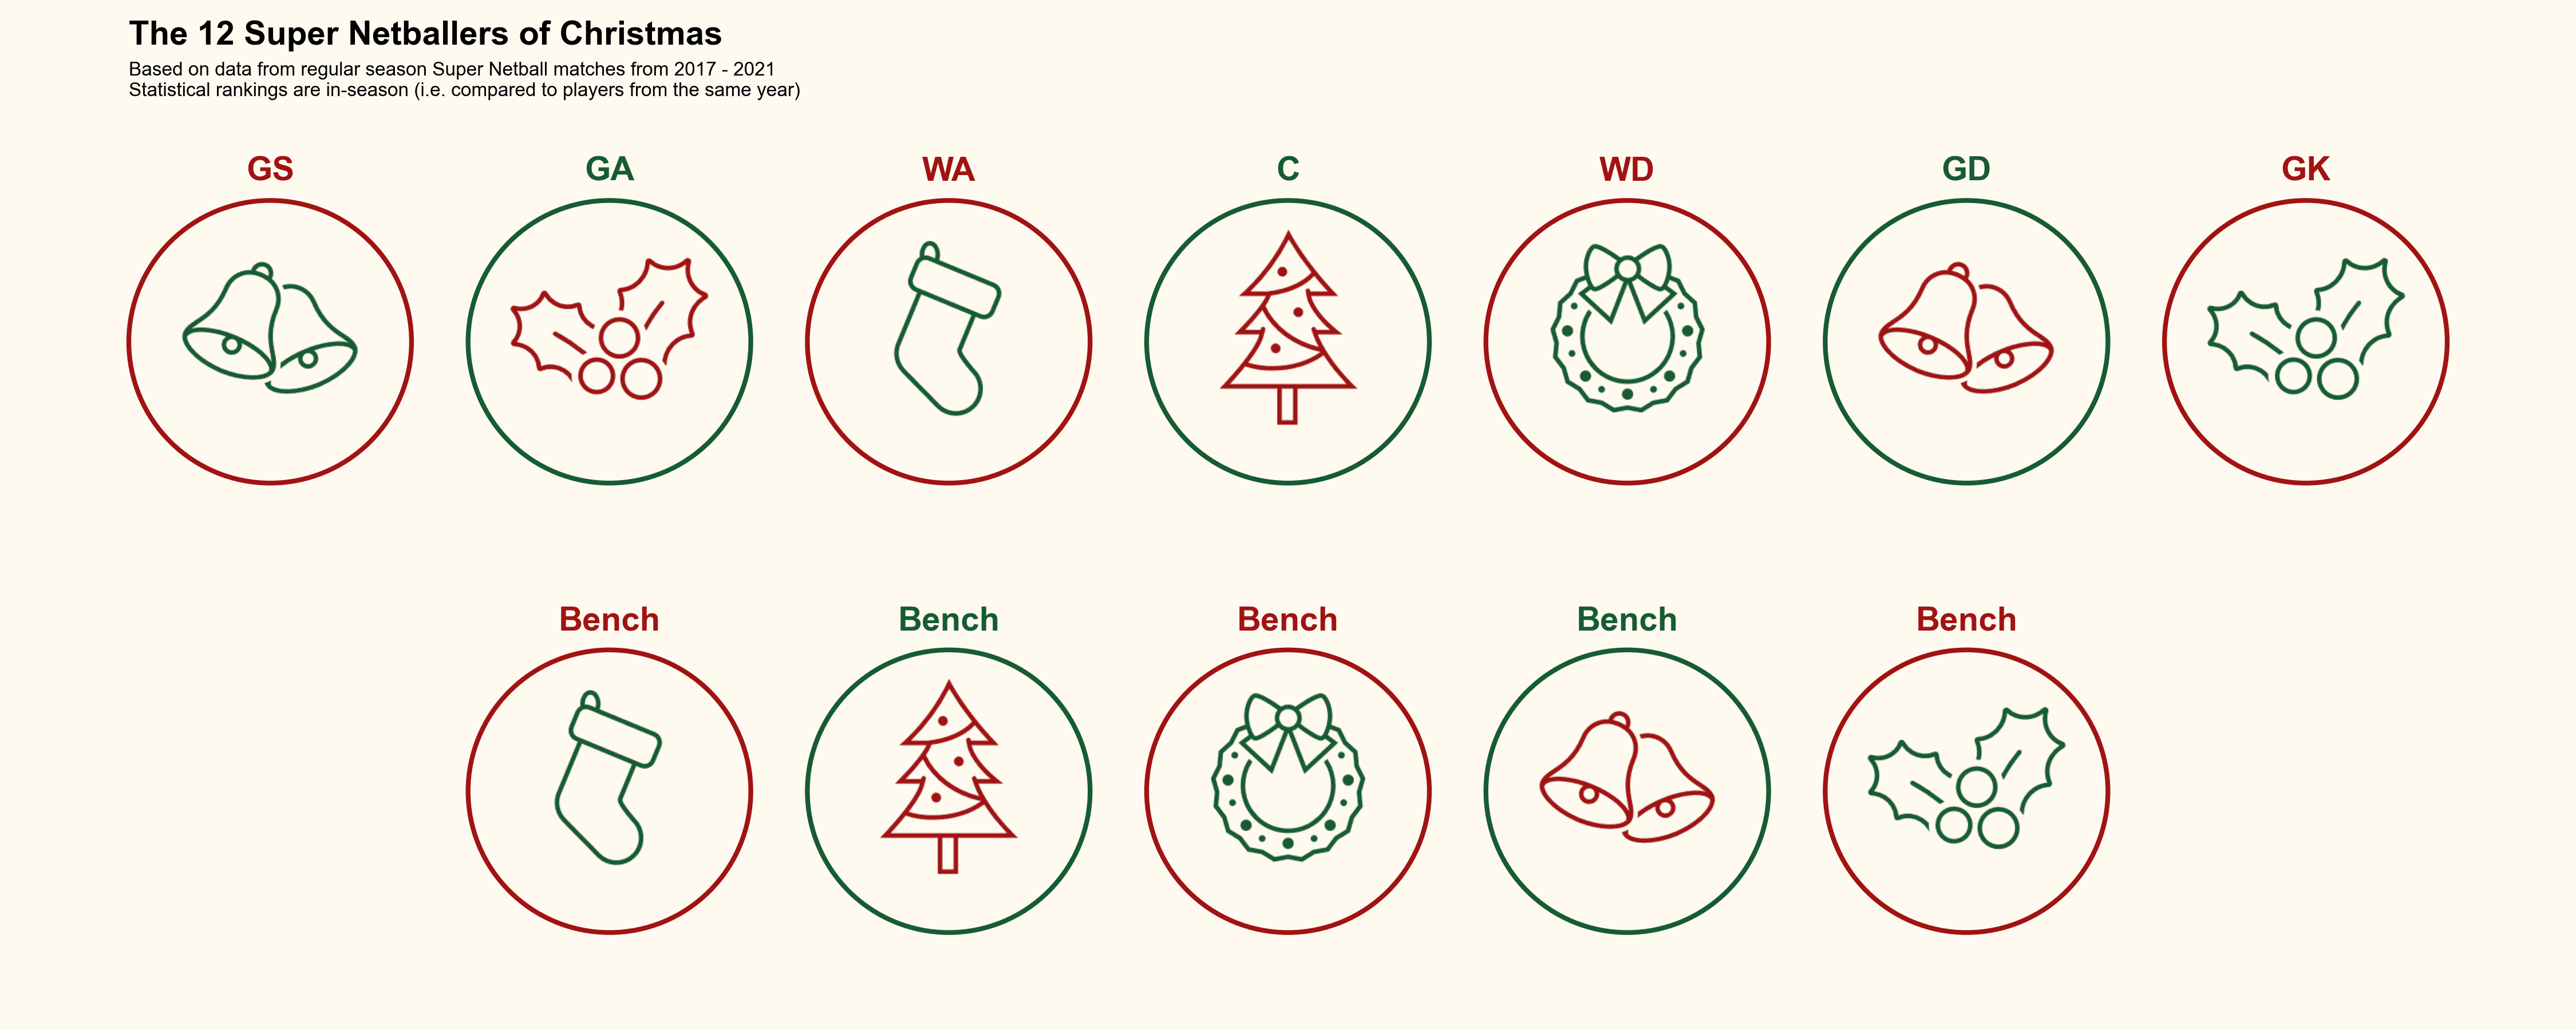 The 12 Super Netballers of Christmas
Based on data from regular season Super Netball matches from 2017 - 2021
Statistical rankings are in-season (i.e. compared to players from the same year)
GS GA WA C WD GD GK
Bench Bench Bench Bench Bench